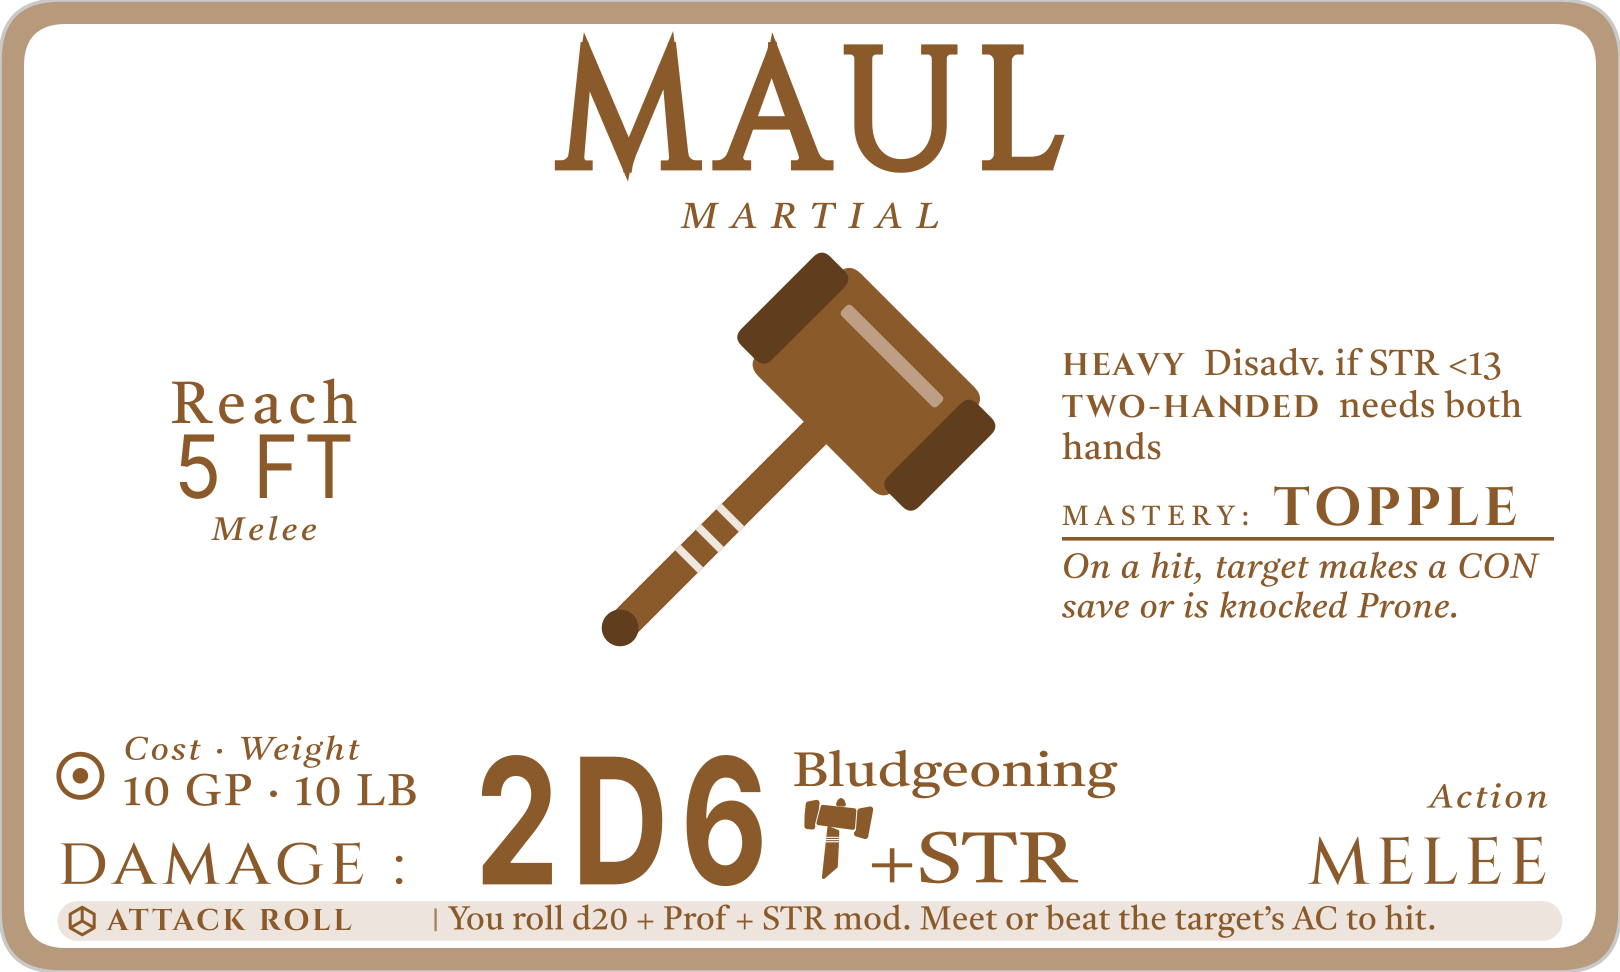 MAUL
MARTIAL
Reach
5 FT
Melee
HEAVY Disadv. if STR <13
TWO-HANDED needs both
hands
MASTERY: TOPPLE
On a hit, target makes a CON
save or is knocked Prone.
Cost · Weight
10 GP · 10 LB
DAMAGE :
2D6
Bludgeoning
+STR
Action
MELEE
ATTACK ROLL | You roll d20 + Prof + STR mod. Meet or beat the target’s AC to hit.